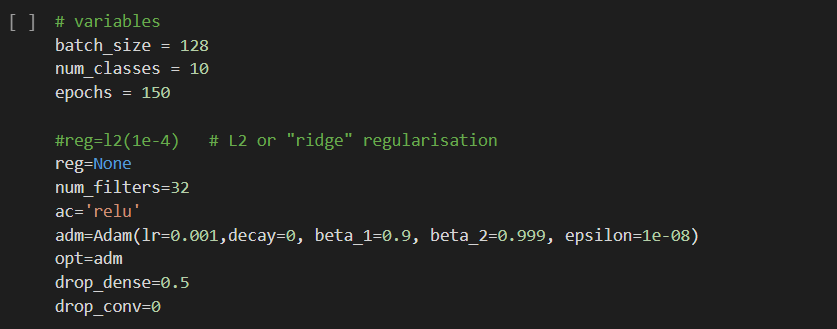 [ ] # variables
batch_size = 128
num_classes = 10
epochs = 150
#reg=l2(1e-4)   # L2 or "ridge" regularisation
reg=None
num_filters=32
ac='relu'
adm=Adam(lr=0.001,decay=0, beta_1=0.9, beta_2=0.999, epsilon=1e-08)
opt=adm
drop_dense=0.5
drop_conv=0